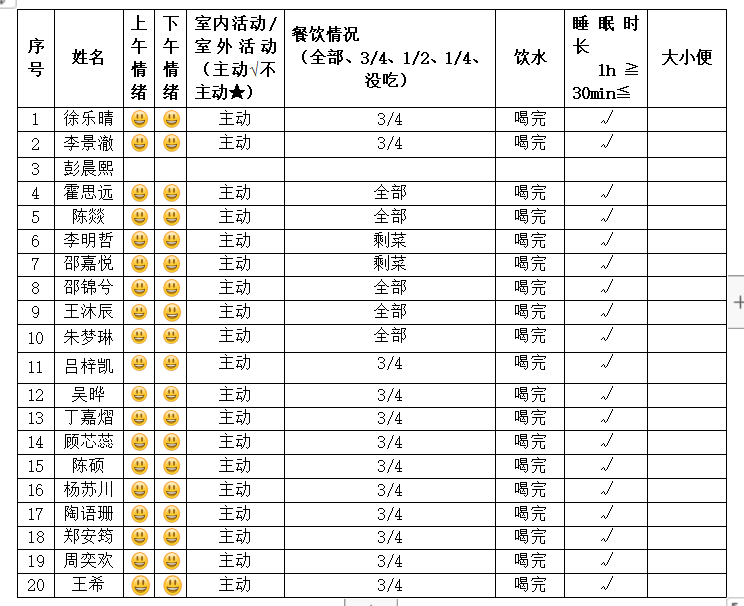 序号 姓名 上午情绪 下午情绪 室内活动/室外活动（主动√不主动★） 餐饮情况（全部、3/4、1/2、1/4、没吃） 饮水 睡眠时长 1h ≧ 30min≦ 大小便
1 徐乐晴 😃 😃 主动 3/4 喝完 √
2 李景澈 😃 😃 主动 3/4 喝完 √
3 彭晨熙
4 霍思远 😃 😃 主动 全部 喝完 √
5 陈燚 😃 😃 主动 全部 喝完 √
6 李明哲 😃 😃 主动 剩菜 喝完 √
7 邵嘉悦 😃 😃 主动 剩菜 喝完 √
8 邵锦兮 😃 😃 主动 全部 喝完 √
9 王沐辰 😃 😃 主动 全部 喝完 √
10 朱梦琳 😃 😃 主动 全部 喝完 √
11 吕梓凯 😃 😃 主动 3/4 喝完 √
12 吴晔 😃 😃 主动 3/4 喝完 √
13 丁嘉熠 😃 😃 主动 3/4 喝完 √
14 顾芯蕊 😃 😃 主动 3/4 喝完 √
15 陈硕 😃 😃 主动 3/4 喝完 √
16 杨苏川 😃 😃 主动 3/4 喝完 √
17 陶语珊 😃 😃 主动 3/4 喝完 √
18 郑安筠 😃 😃 主动 3/4 喝完 √
19 周奕欢 😃 😃 主动 3/4 喝完 √
20 王希 😃 😃 主动 3/4 喝完 √